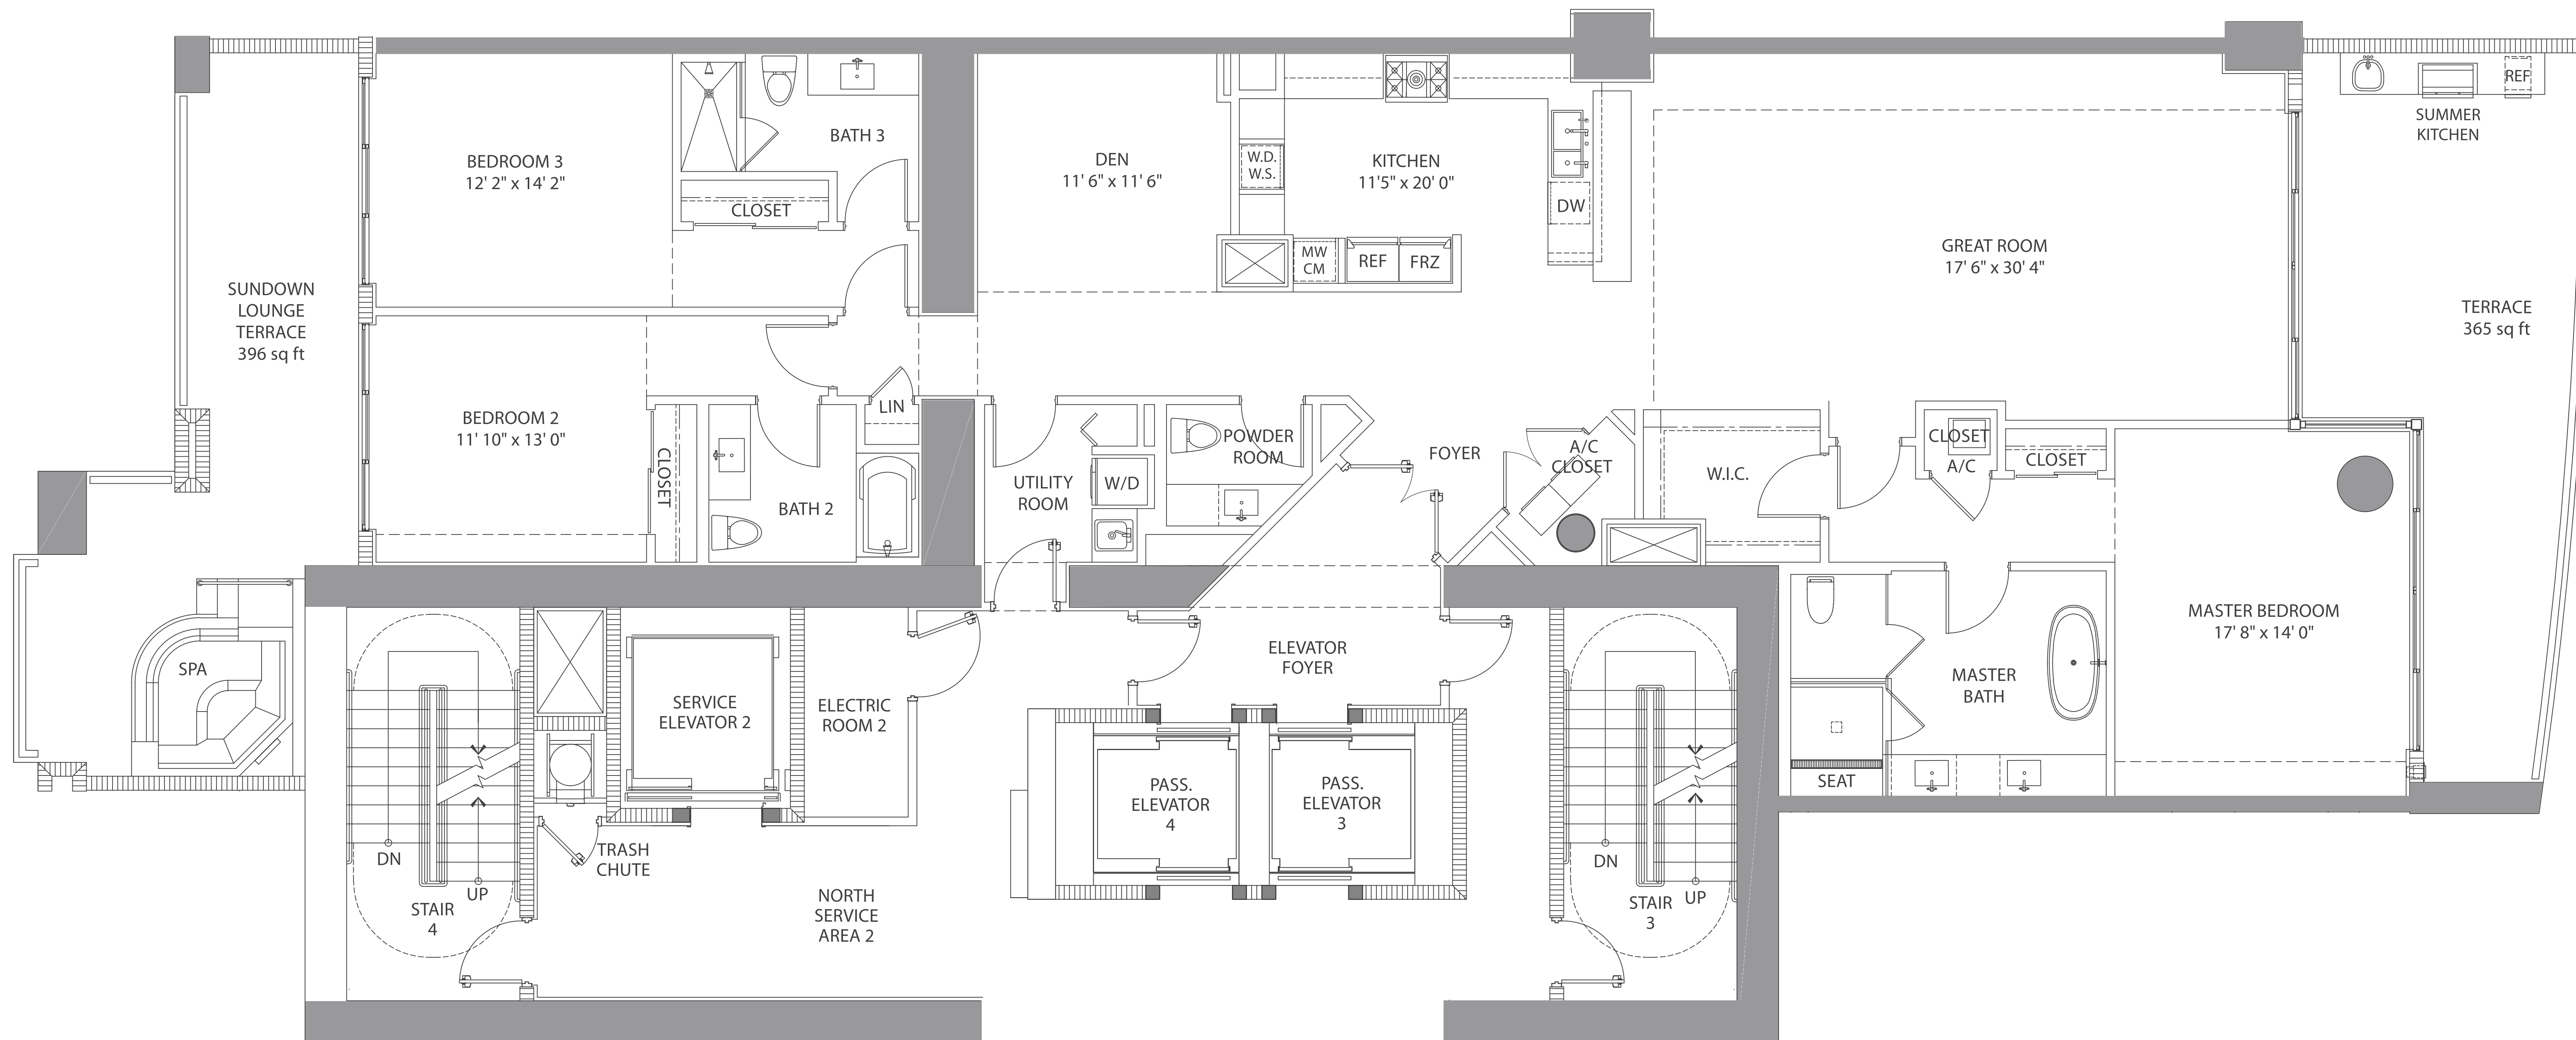 BEDROOM 3
12' 2" x 14' 2"
BATH 3
CLOSET
DEN
11' 6" x 11' 6"
W.D.
W.S.
KITCHEN
11'5" x 20' 0"
DW
MW
CM
REF
FRZ
GREAT ROOM
17' 6" x 30' 4"
REF
SUMMER
KITCHEN
TERRACE
365 sq ft
SUNDOWN
LOUNGE
TERRACE
396 sq ft
BEDROOM 2
11' 10" x 13' 0"
CLOSET
BATH 2
LIN
UTILITY
ROOM
W/D
POWDER
ROOM
FOYER
A/C
CLOSET
W.I.C.
CLOSET
A/C
CLOSET
MASTER BEDROOM
17' 8" x 14' 0"
MASTER
BATH
SEAT
SPA
DN
UP
STAIR
4
SERVICE
ELEVATOR 2
ELECTRIC
ROOM 2
TRASH
CHUTE
NORTH
SERVICE
AREA 2
ELEVATOR
FOYER
PASS.
ELEVATOR
4
PASS.
ELEVATOR
3
DN
UP
STAIR
3